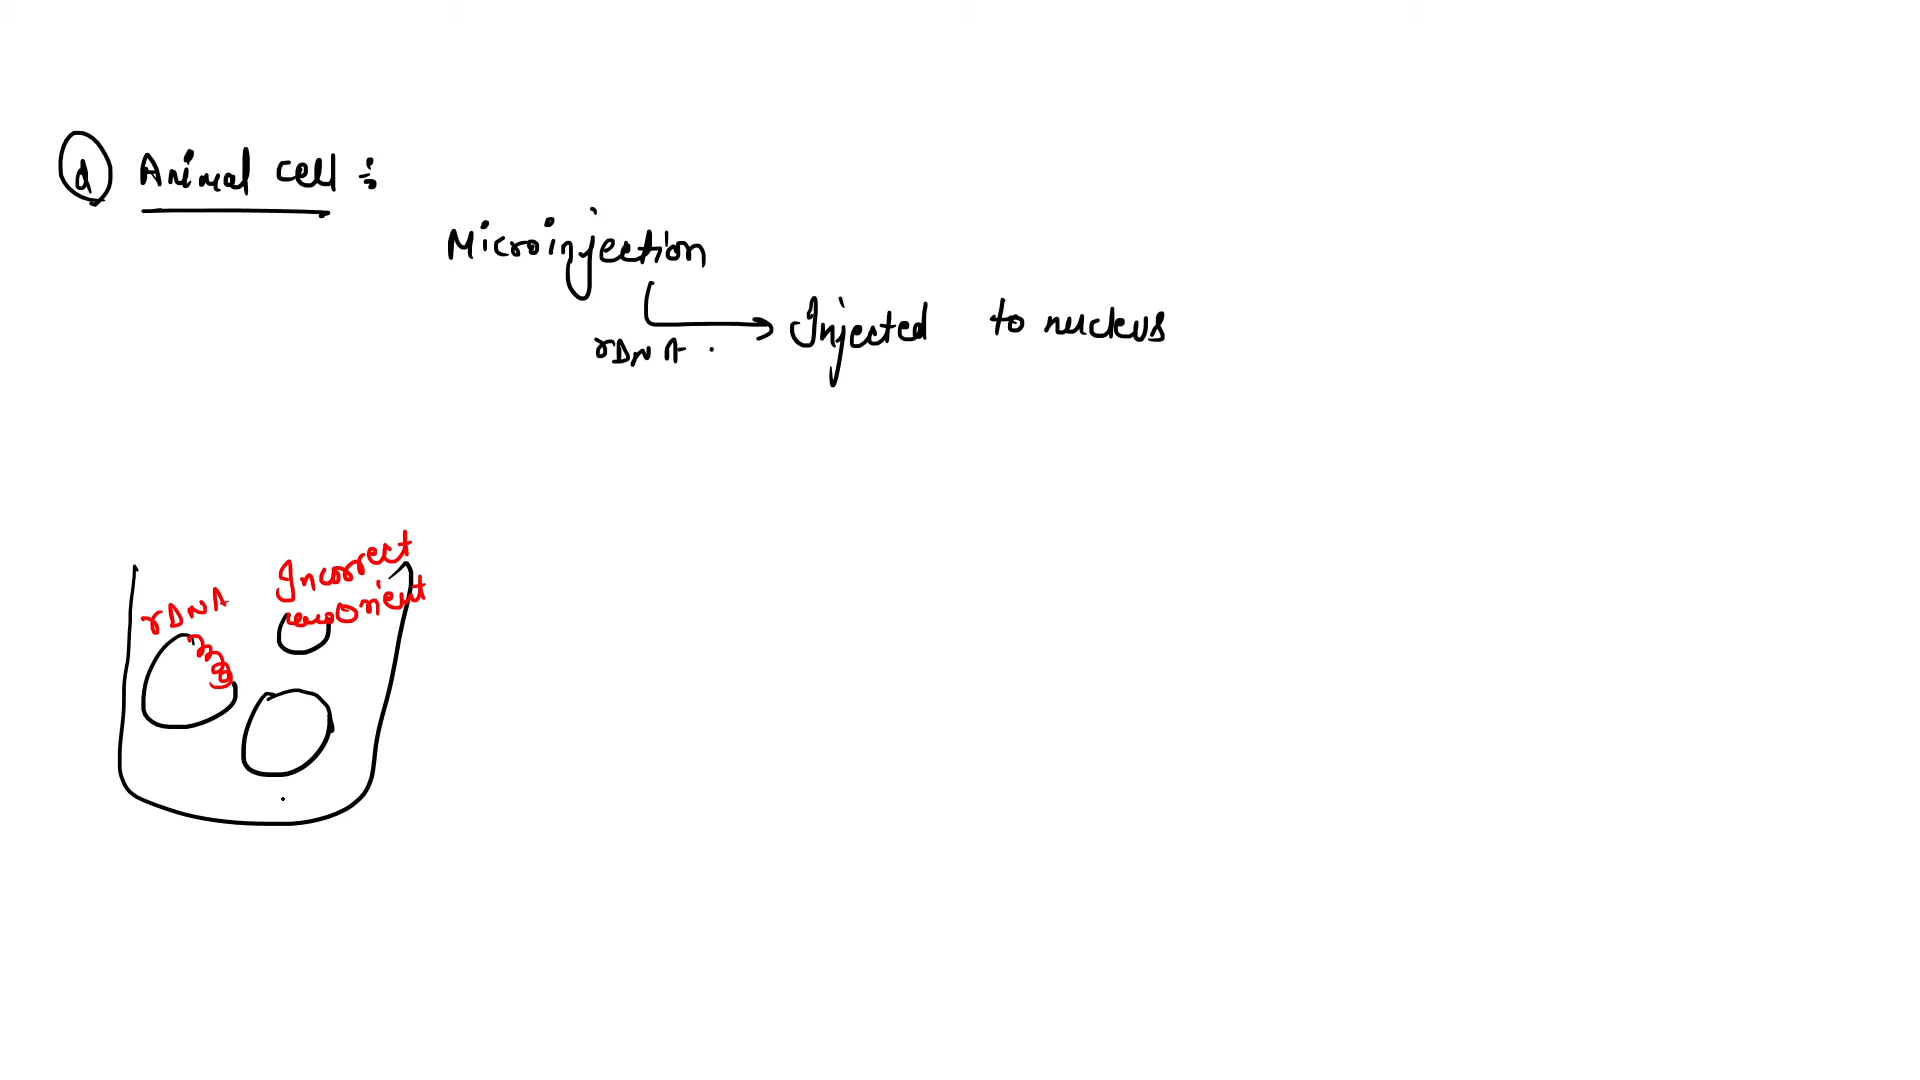 d Animal cell :
Microinjection
rDNA → Injected to nucleus
Incorrect
rDNA